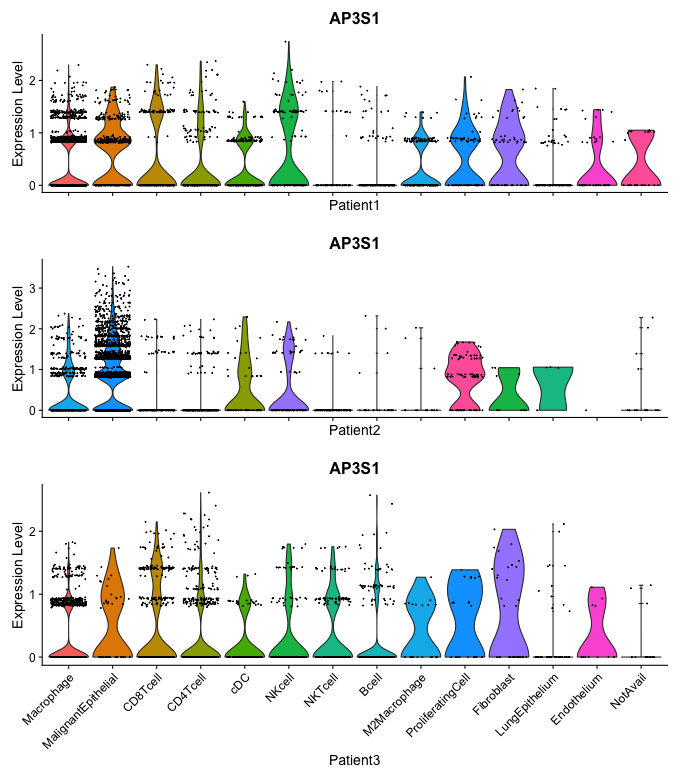 AP3S1
Expression Level
2
1
0
Patient1
AP3S1
Expression Level
3
2
1
0
Patient2
AP3S1
Expression Level
2
1
0
Macrophage
MalignantEpithelial
CD8Tcell
CD4Tcell
cDC
NKcell
NKTcell
Bcell
M2Macrophage
ProliferatingCell
Fibroblast
LungEpithelium
Endothelium
NotAvail
Patient3